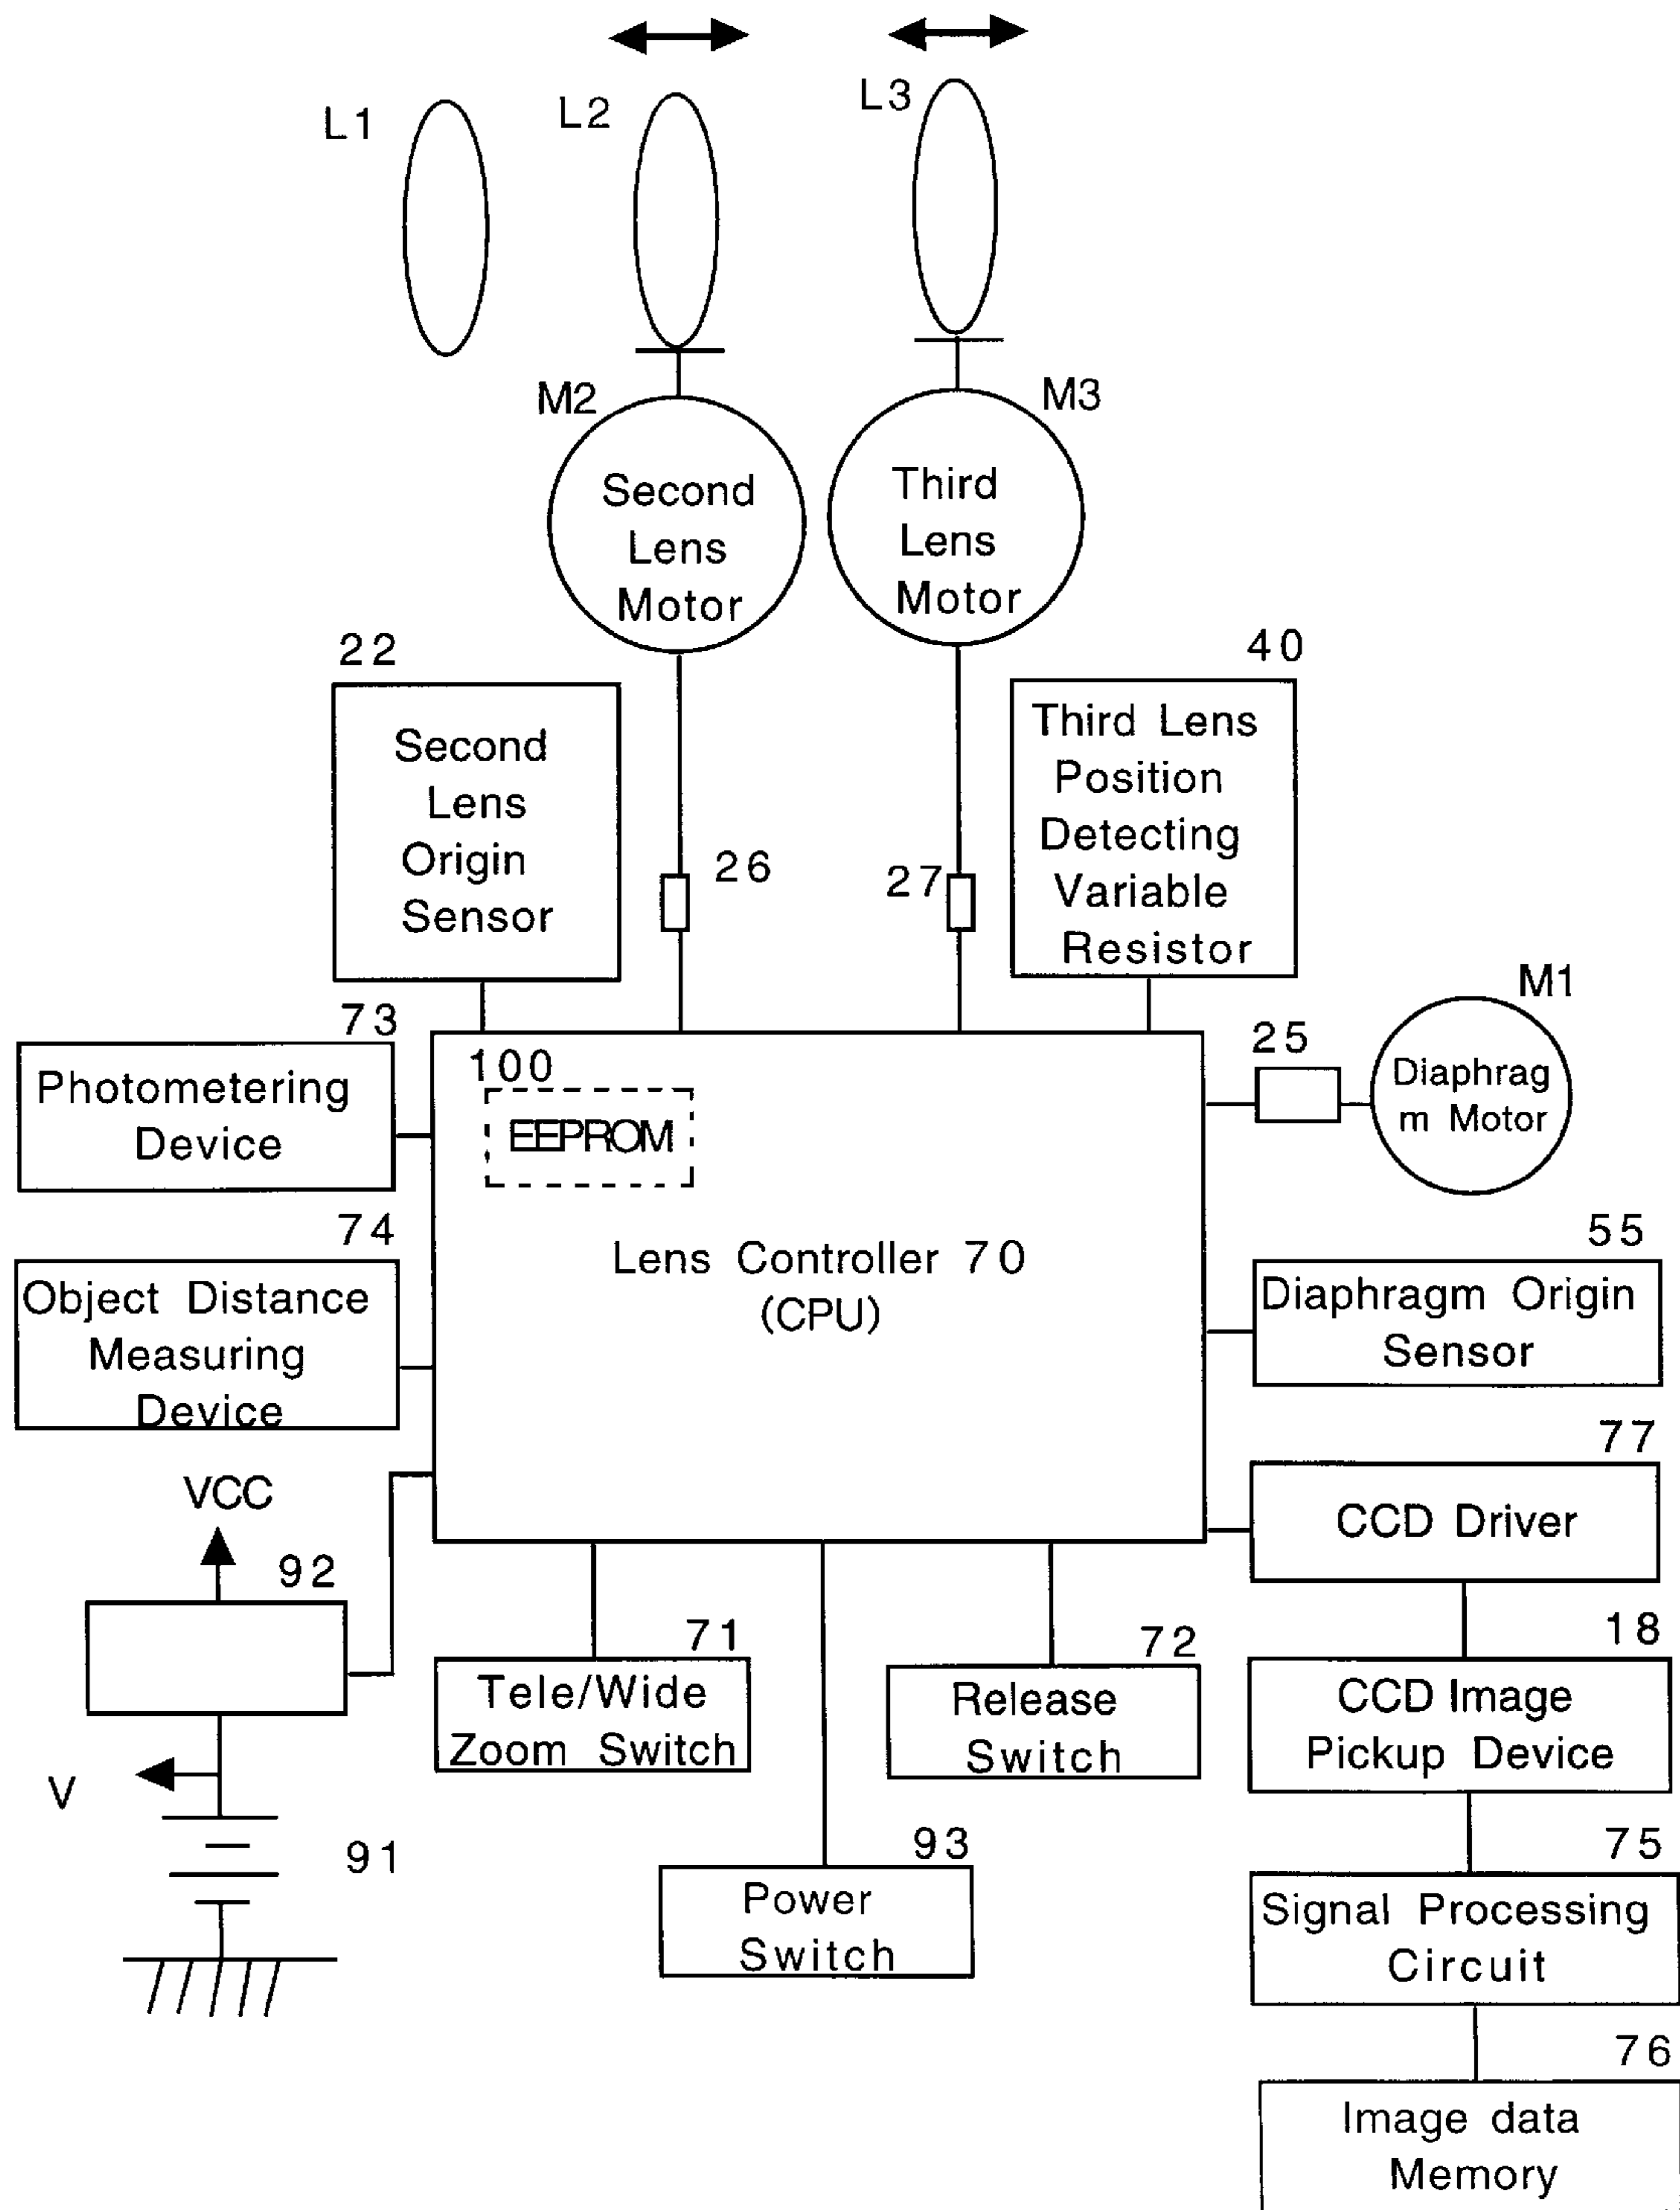 L1
L2
L3
M2
M3
Second
Lens
Motor
Third
Lens
Motor
22
40
Second
Lens
Origin
Sensor
Third Lens
Position
Detecting
Variable
Resistor
26
27
M1
73
100
25
Photometering
Device
EEPROM
Diaphrag
m Motor
74
55
Object Distance
Measuring
Device
Lens Controller 70
(CPU)
Diaphragm Origin
Sensor
77
VCC
CCD Driver
92
71
72
18
Tele/Wide
Zoom Switch
Release
Switch
CCD Image
Pickup Device
V
91
93
75
Power
Switch
Signal Processing
Circuit
76
Image data
Memory